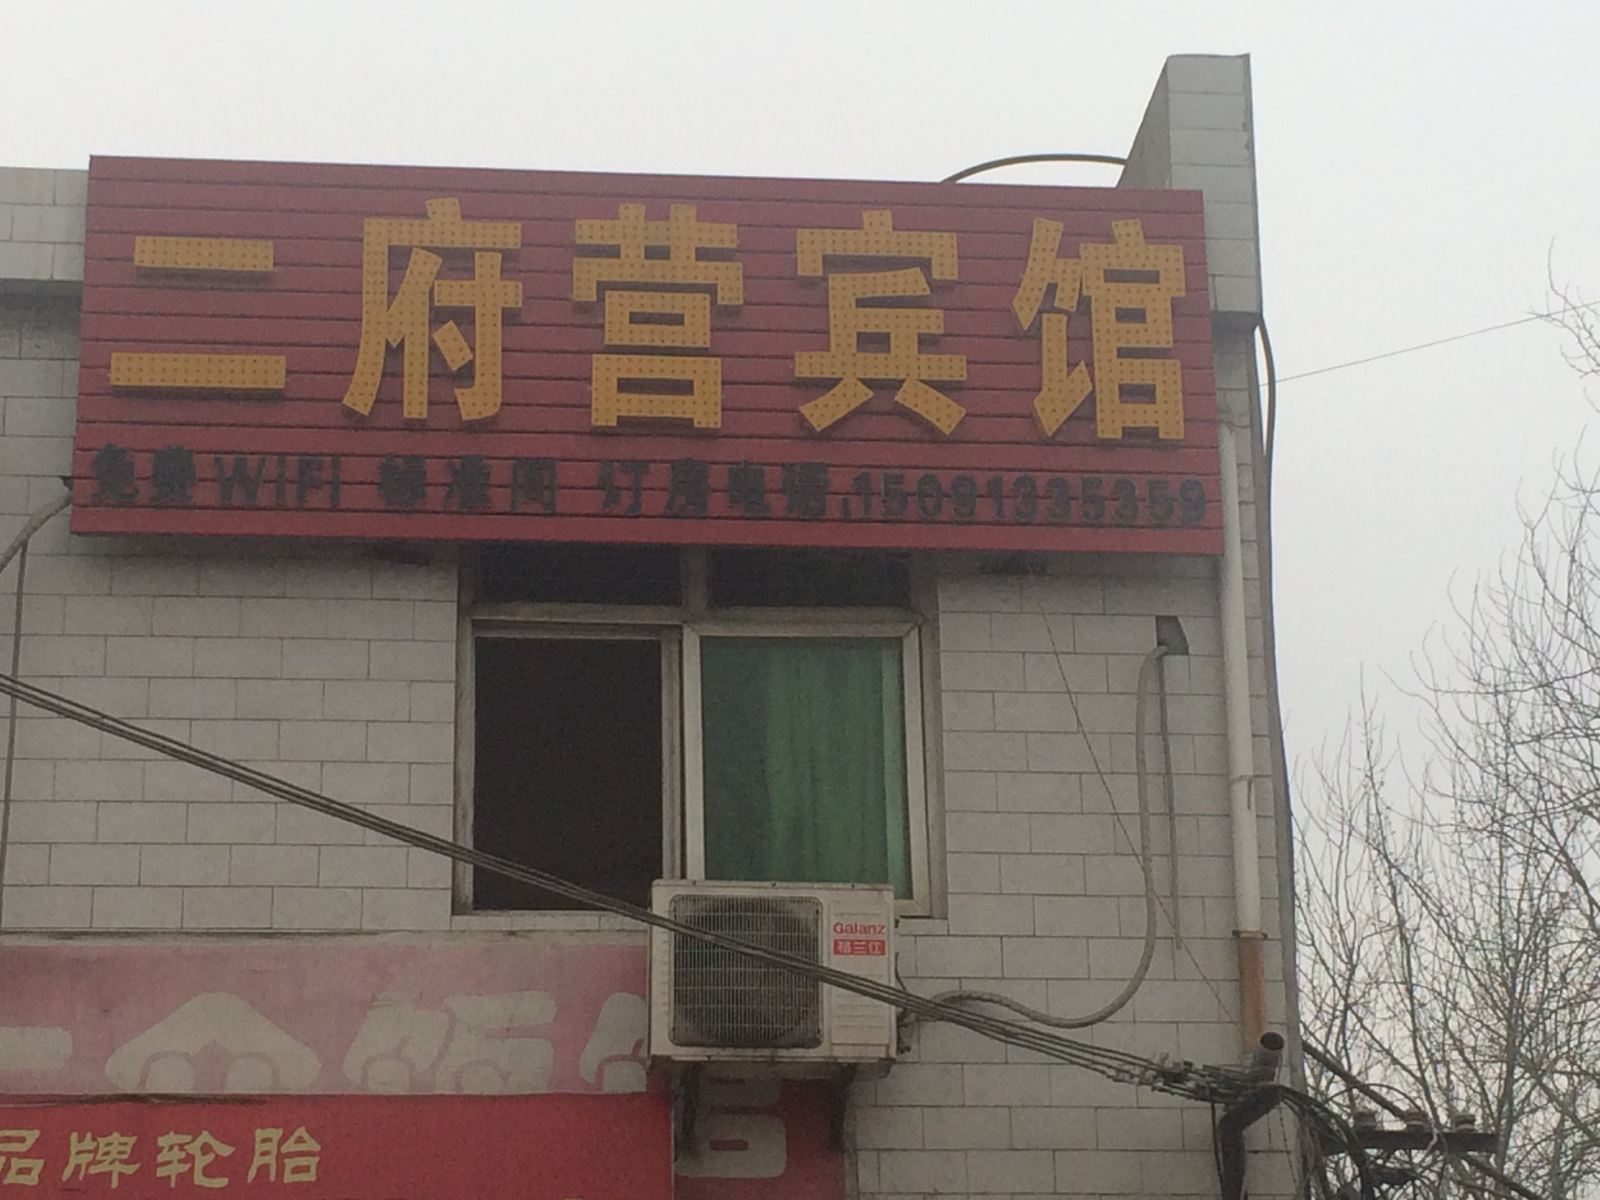 二府营宾馆
免费WiFi 标准间 订房电话:15091335359
Galanz
格兰仕
品牌轮胎